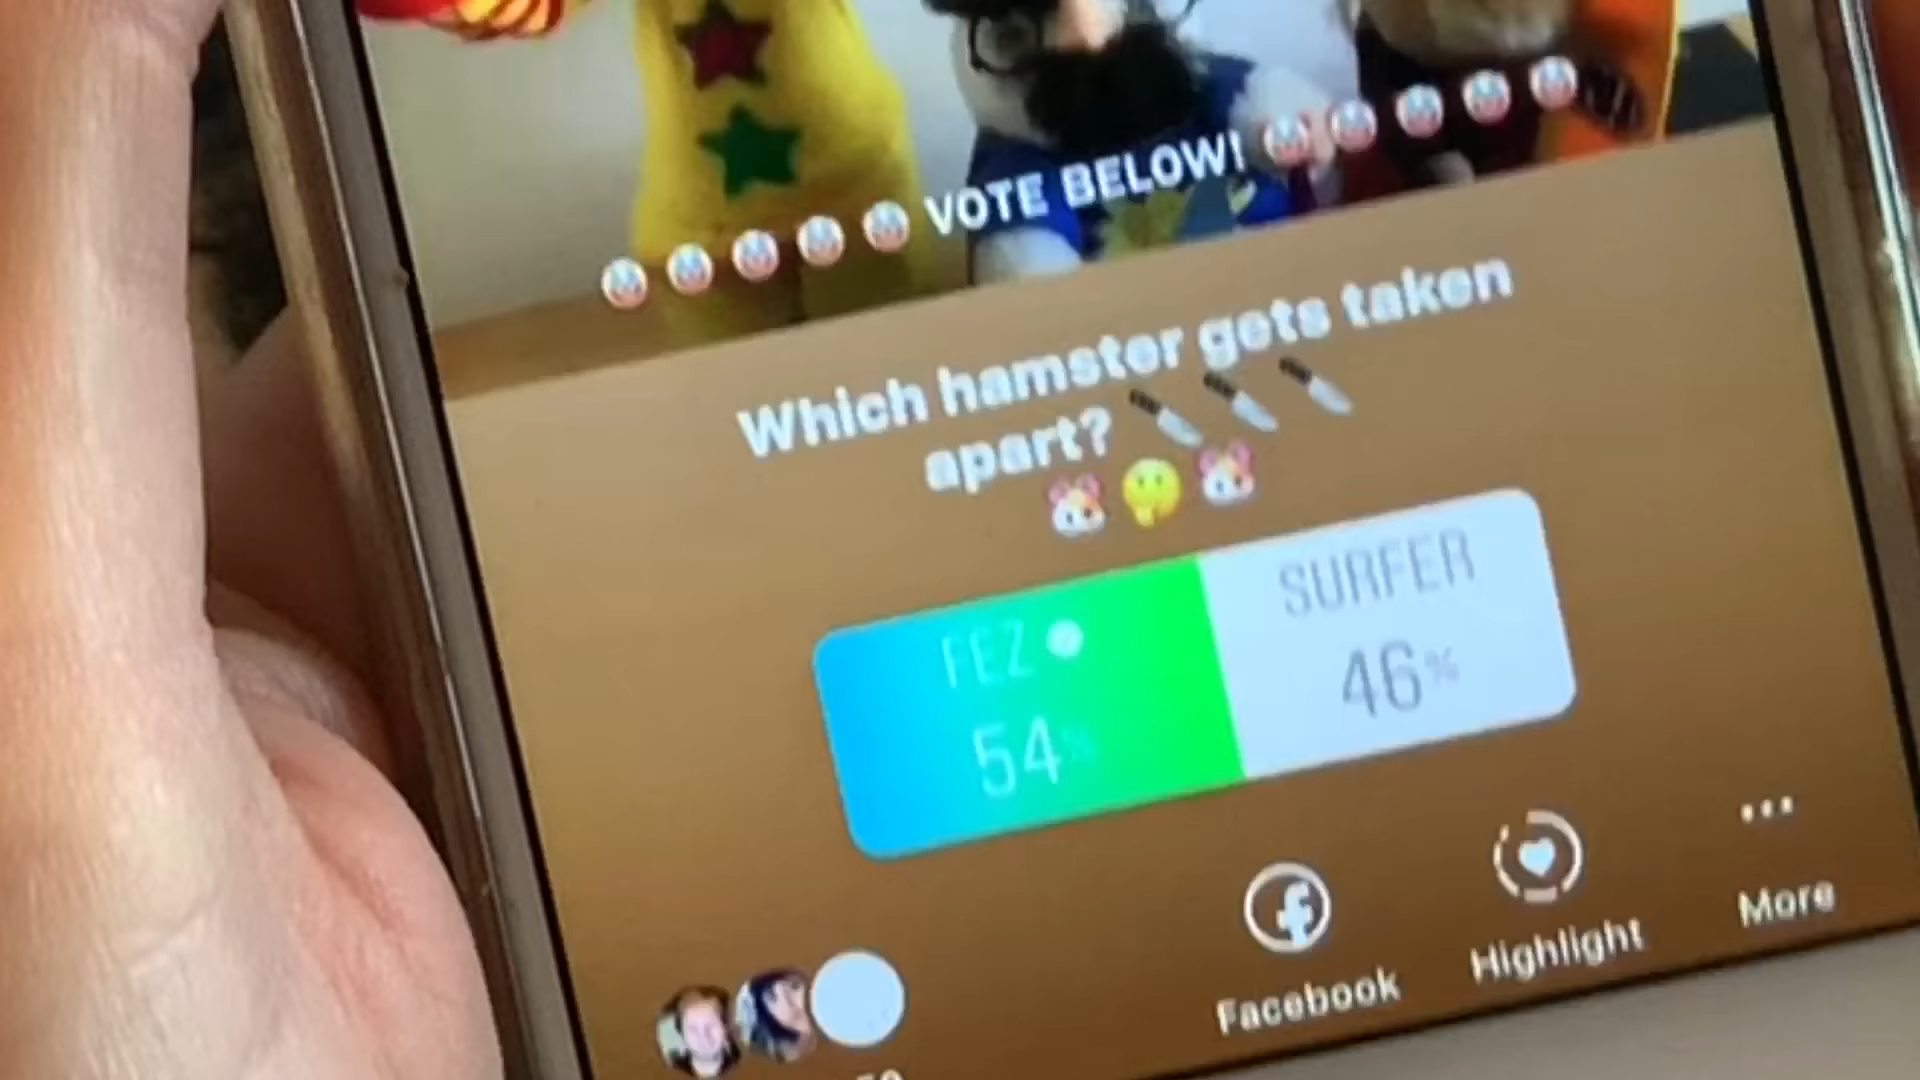 VOTE BELOW!
Which hamster gets taken
apart?
FEZ
54%
SURFER
46%
Facebook
Highlight
More